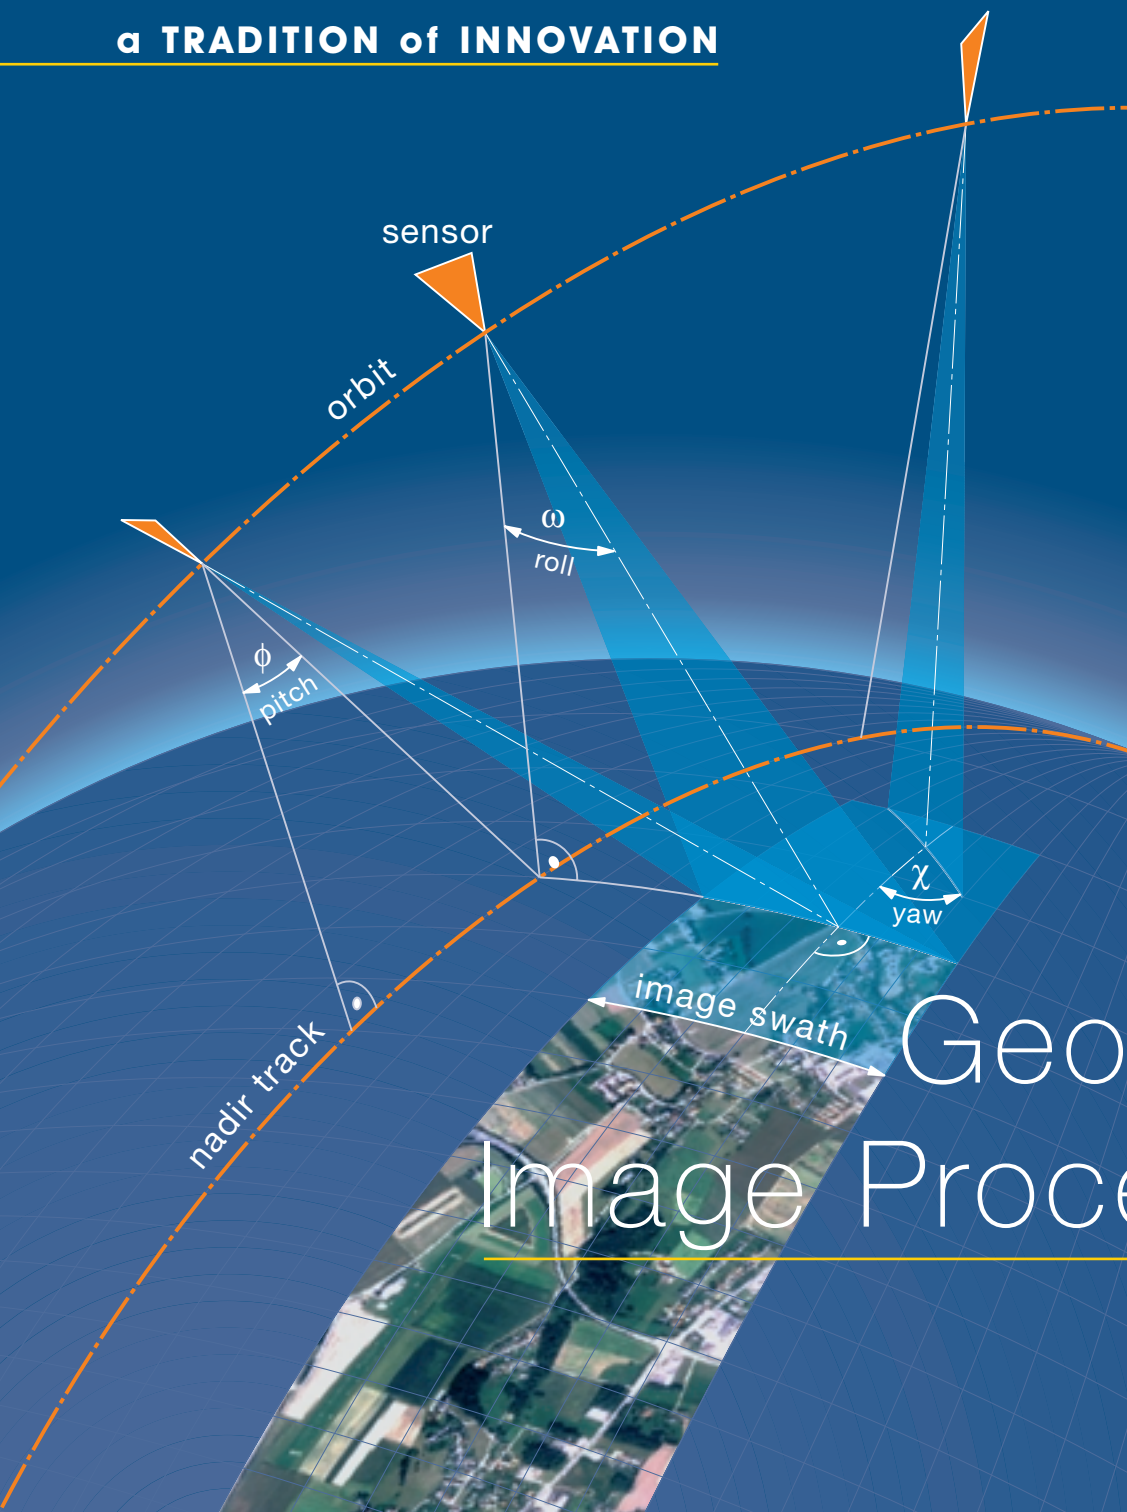 a TRADITION of INNOVATION
sensor
orbit
ω
roll
ϕ
pitch
χ
yaw
image swath
nadir track
Geo
Image Proce